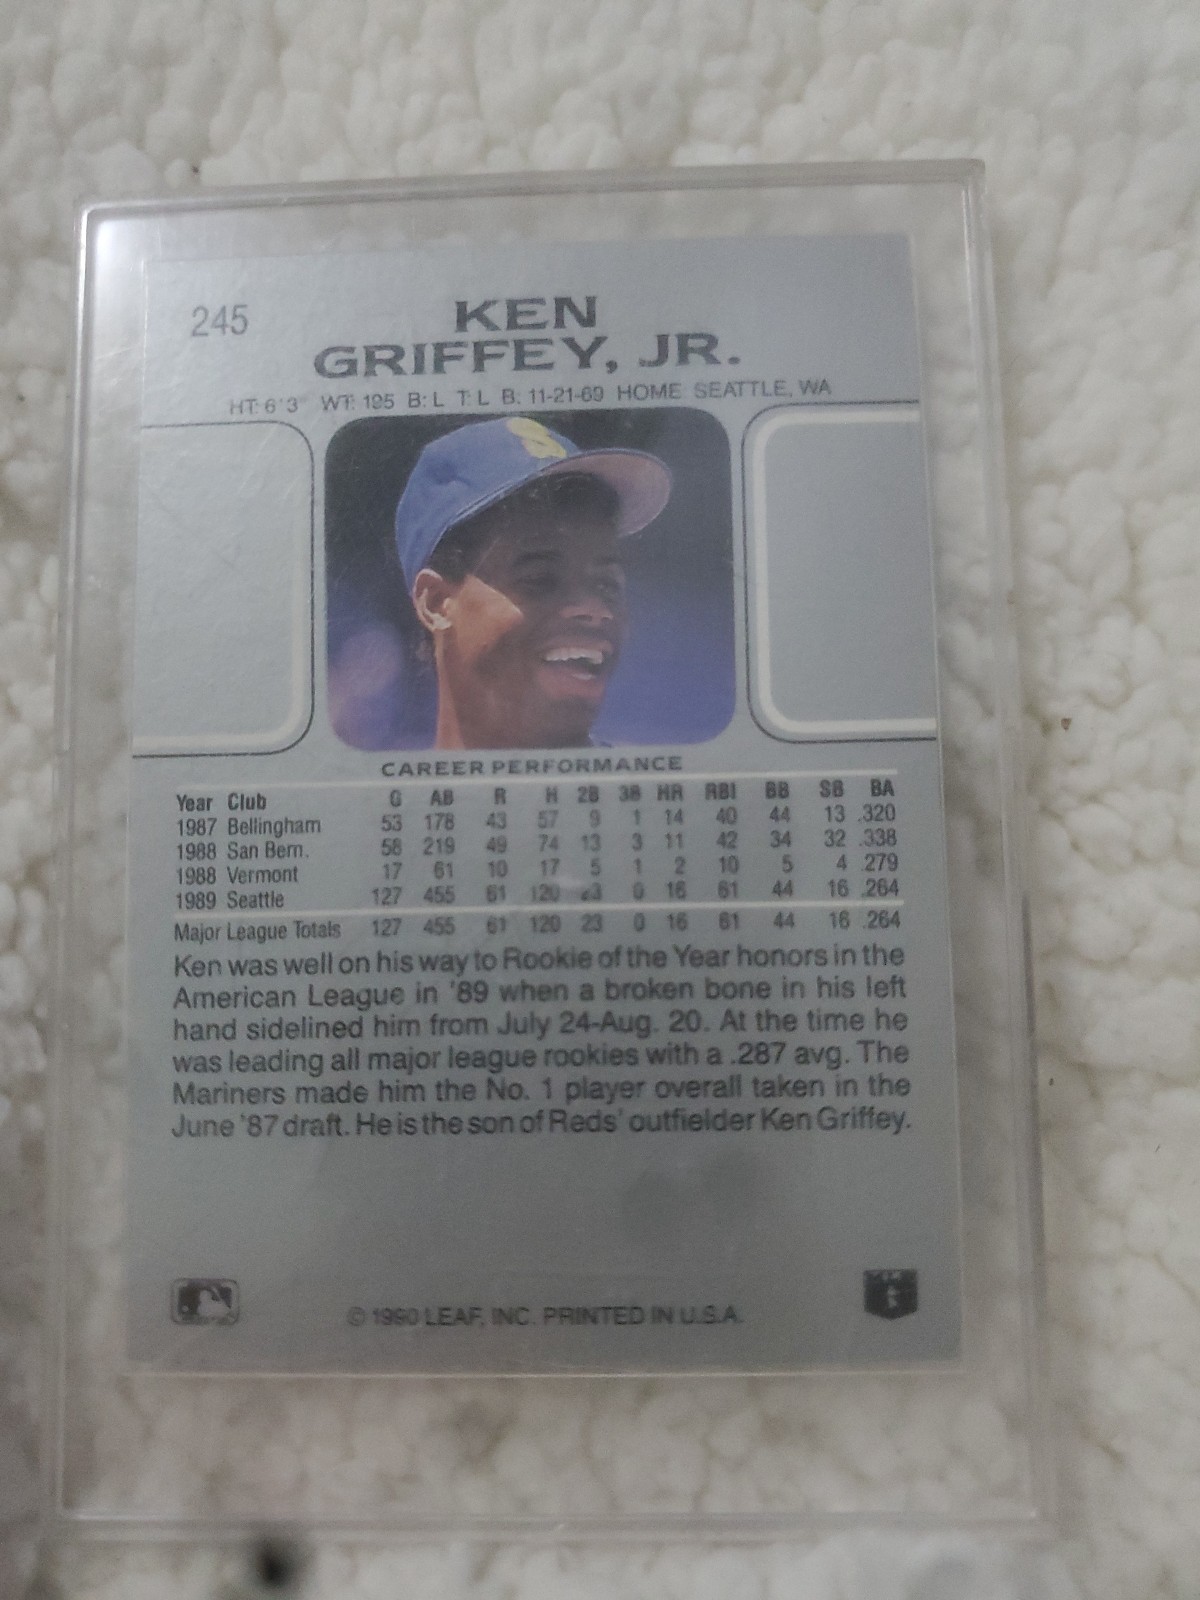 245
KEN
GRIFFEY, JR.
HT: 6'3" WT: 195 B: L T: L B: 11-21-69 HOME: SEATTLE, WA
CAREER PERFORMANCE
Year Club G AB R H 2B 3B HR RBI BB SB BA
1987 Bellingham 53 178 43 57 9 1 14 40 44 13 .320
1988 San Bern. 58 219 49 74 13 3 11 42 34 32 .338
1988 Vermont 17 61 10 17 5 1 2 10 5 4 .279
1989 Seattle 127 455 61 120 23 0 16 61 44 16 .264
Major League Totals 127 455 61 120 23 0 16 61 44 16 .264
Ken was well on his way to Rookie of the Year honors in the
American League in '89 when a broken bone in his left
hand sidelined him from July 24-Aug. 20. At the time he
was leading all major league rookies with a .287 avg. The
Mariners made him the No. 1 player overall taken in the
June '87 draft. He is the son of Reds' outfielder Ken Griffey.
© 1990 LEAF, INC. PRINTED IN U.S.A.